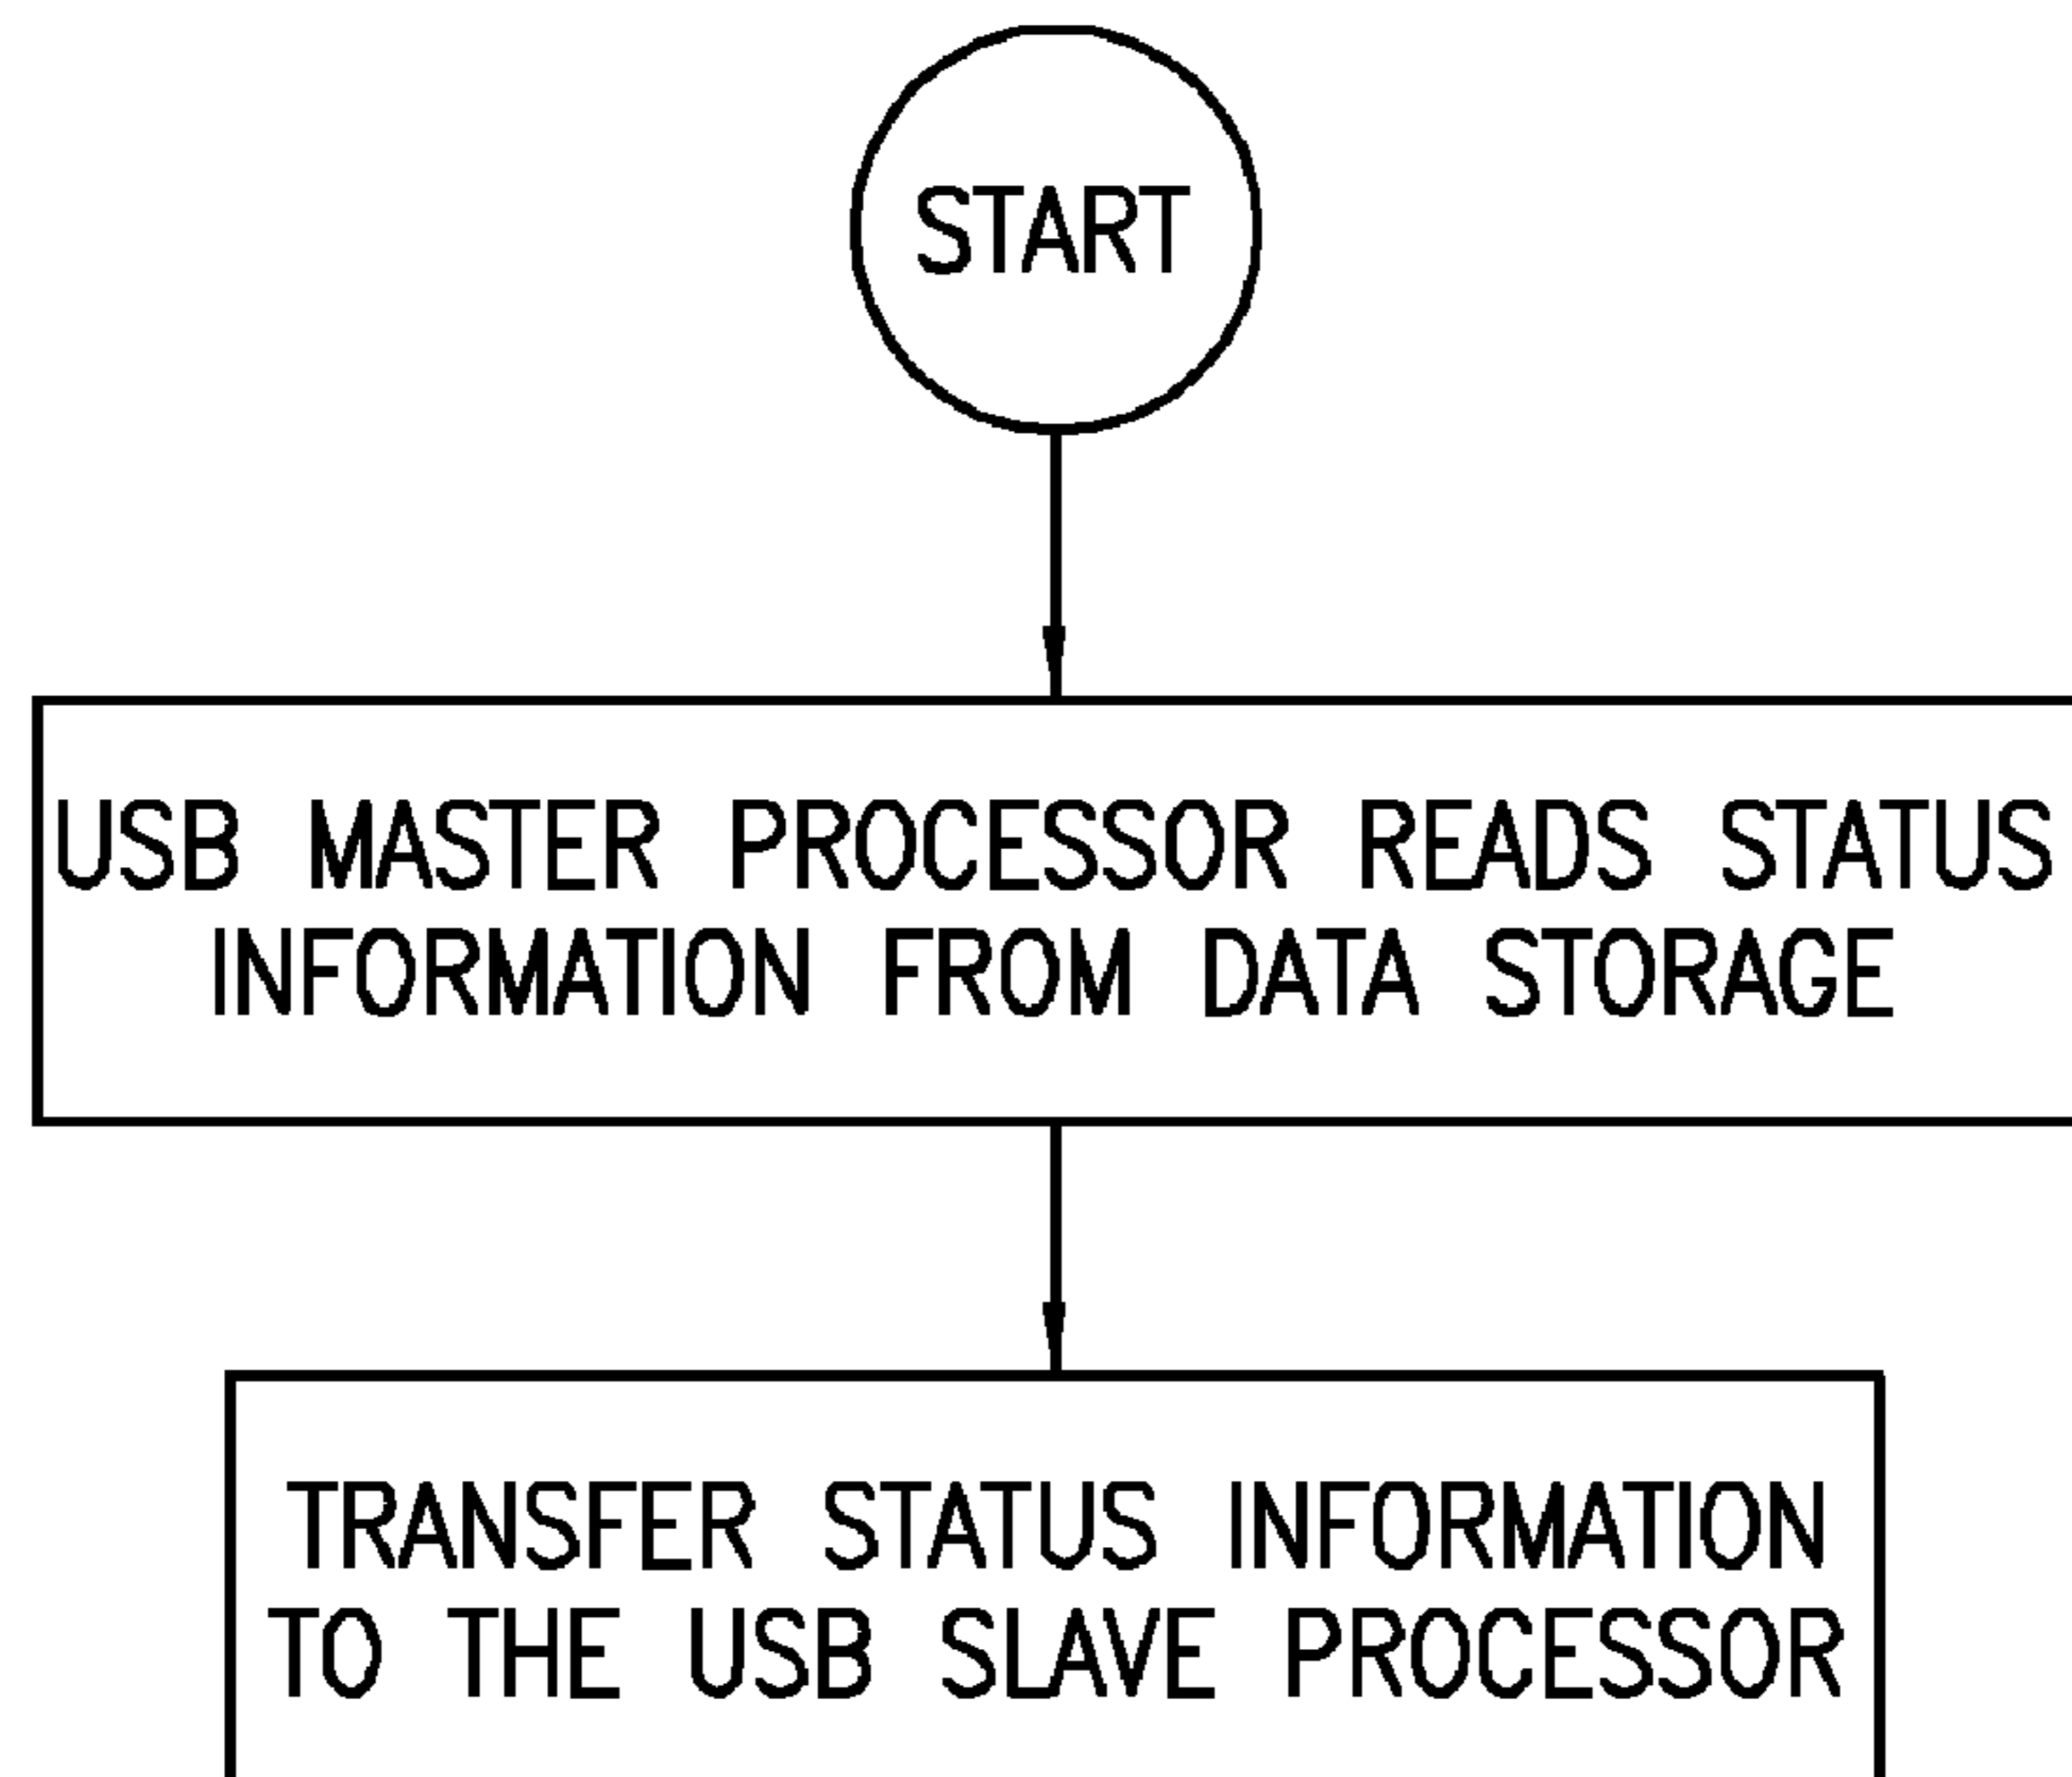 START
USB MASTER PROCESSOR READS STATUS
INFORMATION FROM DATA STORAGE
TRANSFER STATUS INFORMATION
TO THE USB SLAVE PROCESSOR